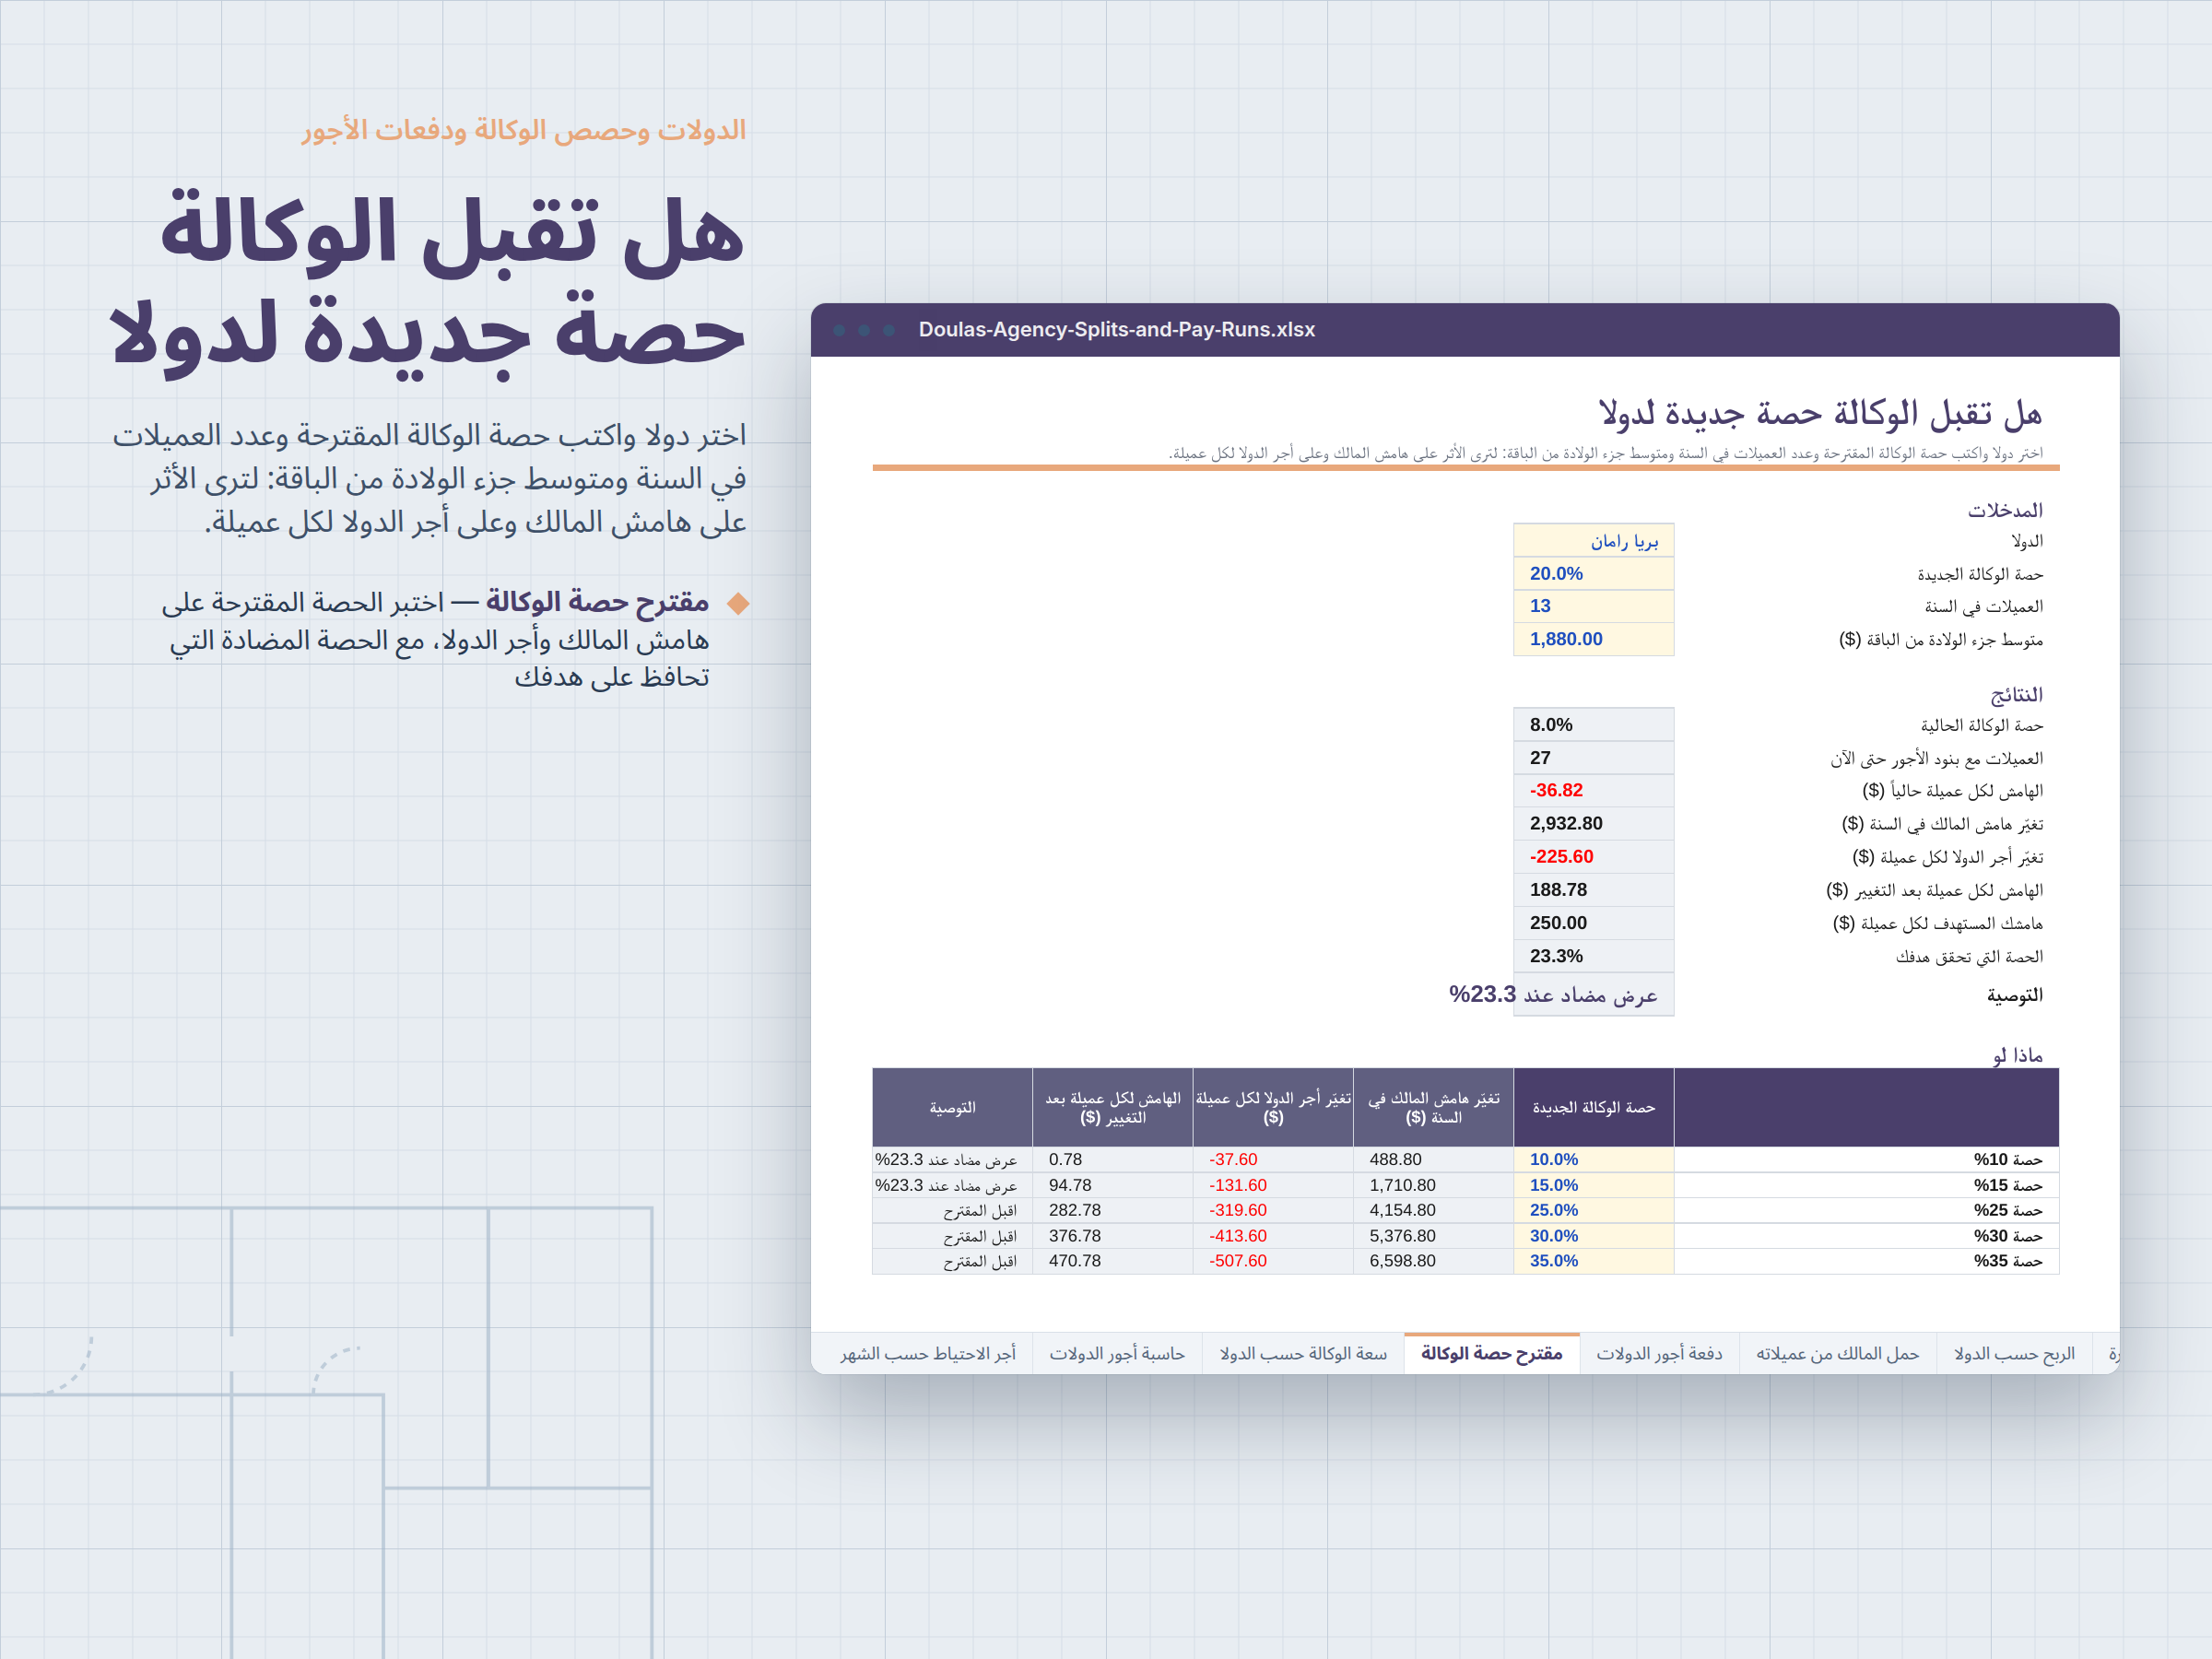 الدولات وحصص الوكالة ودفعات الأجور
هل تقبل الوكالة
حصة جديدة لدولا
اختر دولا واكتب حصة الوكالة المقترحة وعدد العميلات
في السنة ومتوسط جزء الولادة من الباقة: لترى الأثر
على هامش المالك وعلى أجر الدولا لكل عميلة.
مقترح حصة الوكالة — اختبر الحصة المقترحة على
هامش المالك وأجر الدولا، مع الحصة المضادة التي
تحافظ على هدفك
Doulas-Agency-Splits-and-Pay-Runs.xlsx
هل تقبل الوكالة حصة جديدة لدولا
اختر دولا واكتب حصة الوكالة المقترحة وعدد العميلات في السنة ومتوسط جزء الولادة من الباقة: لترى الأثر على هامش المالك وعلى أجر الدولا لكل عميلة.
المدخلات
الدولا بريا رامان
حصة الوكالة الجديدة 20.0%
العميلات في السنة 13
متوسط جزء الولادة من الباقة ($) 1,880.00
النتائج
حصة الوكالة الحالية 8.0%
العميلات مع بنود الأجور حتى الآن 27
الهامش لكل عميلة حالياً ($) -36.82
تغيّر هامش المالك في السنة ($) 2,932.80
تغيّر أجر الدولا لكل عميلة ($) -225.60
الهامش لكل عميلة بعد التغيير ($) 188.78
هامشك المستهدف لكل عميلة ($) 250.00
الحصة التي تحقق هدفك 23.3%
التوصية عرض مضاد عند 23.3%
ماذا لو
حصة الوكالة الجديدة تغيّر هامش المالك في السنة ($) تغيّر أجر الدولا لكل عميلة ($) الهامش لكل عميلة بعد التغيير ($) التوصية
حصة 10% 10.0% 488.80 -37.60 0.78 عرض مضاد عند 23.3%
حصة 15% 15.0% 1,710.80 -131.60 94.78 عرض مضاد عند 23.3%
حصة 25% 25.0% 4,154.80 -319.60 282.78 اقبل المقترح
حصة 30% 30.0% 5,376.80 -413.60 376.78 اقبل المقترح
حصة 35% 35.0% 6,598.80 -507.60 470.78 اقبل المقترح
الربح حسب الدولا حمل المالك من عميلاته دفعة أجور الدولات مقترح حصة الوكالة سعة الوكالة حسب الدولا حاسبة أجور الدولات أجر الاحتياط حسب الشهر